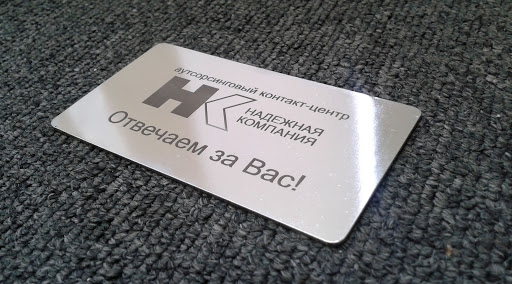 аутсорсинговый контакт-центр
НК
НАДЕЖНАЯ
КОМПАНИЯ
Отвечаем за Вас!